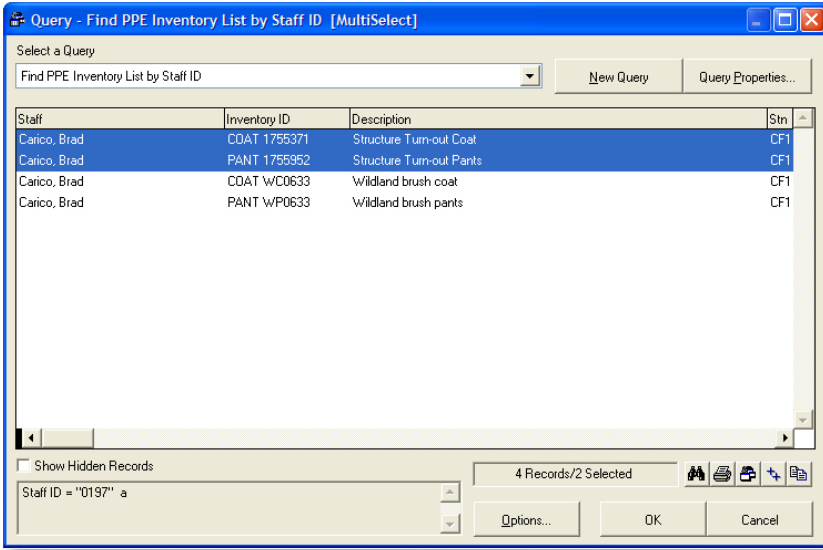 Query - Find PPE Inventory List by Staff ID [MultiSelect]
Select a Query
Find PPE Inventory List by Staff ID
New Query
Query Properties...
Staff Inventory ID Description Stn
Carico, Brad COAT 1755371 Structure Turn-out Coat CF1
Carico, Brad PANT 1755952 Structure Turn-out Pants CF1
Carico, Brad COAT WC0633 Wildland brush coat CF1
Carico, Brad PANT WP0633 Wildland brush pants CF1
Show Hidden Records
4 Records/2 Selected
Staff ID = "0197" a
Options...
OK
Cancel